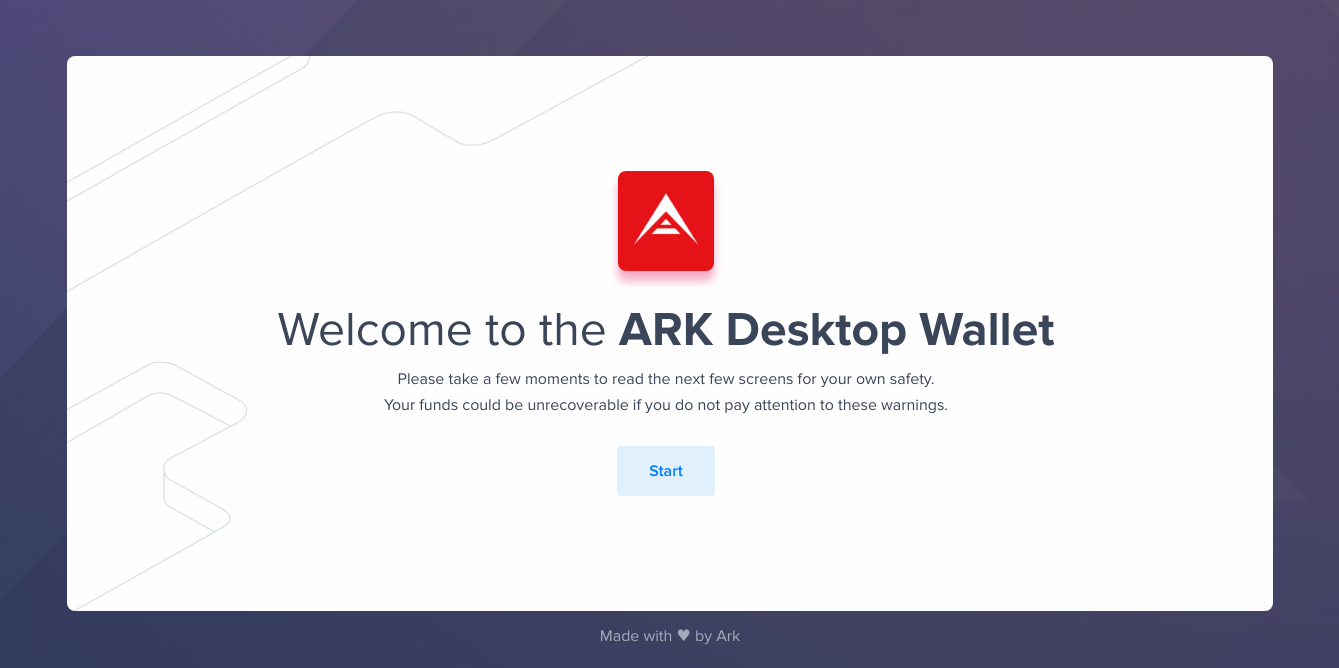 Welcome to the ARK Desktop Wallet
Please take a few moments to read the next few screens for your own safety.
Your funds could be unrecoverable if you do not pay attention to these warnings.
Start
Made with ♥ by Ark